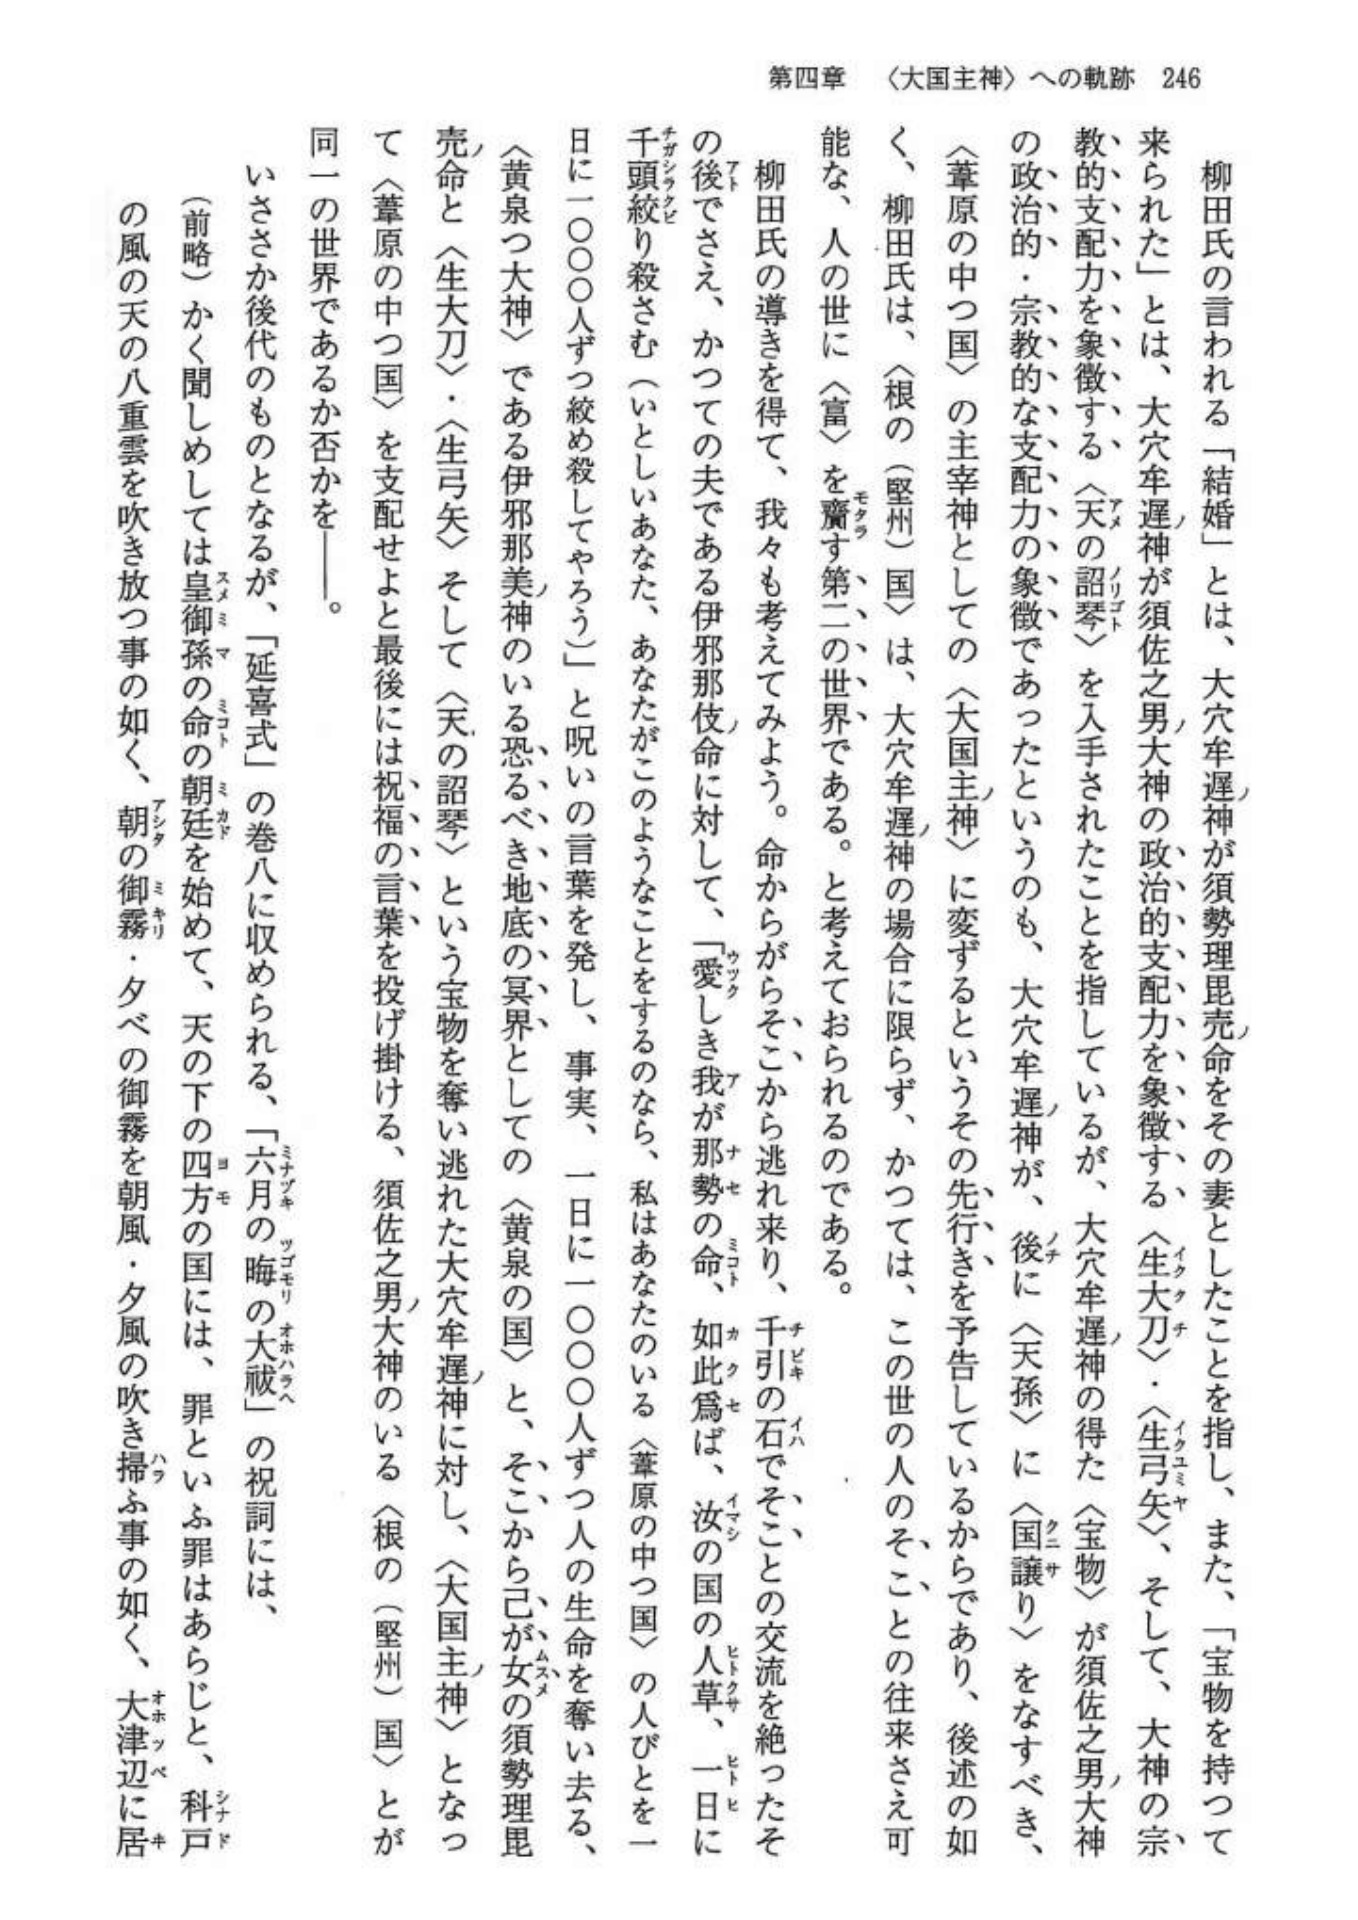 第四章　〈大国主神〉への軌跡　246
　柳田氏の言われる「結婚」とは、大穴牟遅ノ神が須勢理毘売ノ命をその妻としたことを指し、また、「宝物を持つて
来られた」とは、大穴牟遅ノ神が須佐之男ノ大神の政治的支配力を象徴する〈生大刀〉・〈生弓矢〉、そして、大神の宗
教的支配力を象徴する〈天の詔琴〉を入手されたことを指しているが、大穴牟遅ノ神の得た〈宝物〉が須佐之男ノ大神
の政治的・宗教的な支配力の象徴であったというのも、大穴牟遅ノ神が、後に〈天孫〉に〈国譲り〉をなすべき、
〈葦原の中つ国〉の主宰神としての〈大国主ノ神〉に変ずるというその先行きを予告しているからであり、後述の如
く、柳田氏は、〈根の（堅州）国〉は、大穴牟遅ノ神の場合に限らず、かつては、この世の人のそことの往来さえ可
能な、人の世に〈富〉を齎す第二の世界である。と考えておられるのである。
　柳田氏の導きを得て、我々も考えてみよう。命からがらそこから逃れ来り、千引の石でそことの交流を絶ったそ
の後でさえ、かつての夫である伊邪那伎ノ命に対して、「愛しき我が那勢の命、如此爲ば、汝の国の人草、一日に
千頭絞り殺さむ（いとしいあなた、あなたがこのようなことをするのなら、私はあなたのいる〈葦原の中つ国〉の人びとを一
日に一〇〇〇人ずつ絞め殺してやろう）」と呪いの言葉を発し、事実、一日に一〇〇〇人ずつ人の生命を奪い去る、
〈黄泉つ大神〉である伊邪那美ノ神のいる恐るべき地底の冥界としての〈黄泉の国〉と、そこから己が女の須勢理毘
売ノ命と〈生大刀〉・〈生弓矢〉そして〈天の詔琴〉という宝物を奪い逃れた大穴牟遅ノ神に対し、〈大国主ノ神〉となっ
て〈葦原の中つ国〉を支配せよと最後には祝福の言葉を投げ掛ける、須佐之男ノ大神のいる〈根の（堅州）国〉とが
同一の世界であるか否かを――。
　いささか後代のものとなるが、「延喜式」の巻八に収められる、「六月の晦の大祓」の祝詞には、
（前略）かく聞しめしては皇御孫の命の朝廷を始めて、天の下の四方の国には、罪といふ罪はあらじと、科戸
の風の天の八重雲を吹き放つ事の如く、朝の御霧・夕べの御霧を朝風・夕風の吹き掃ふ事の如く、大津辺に居